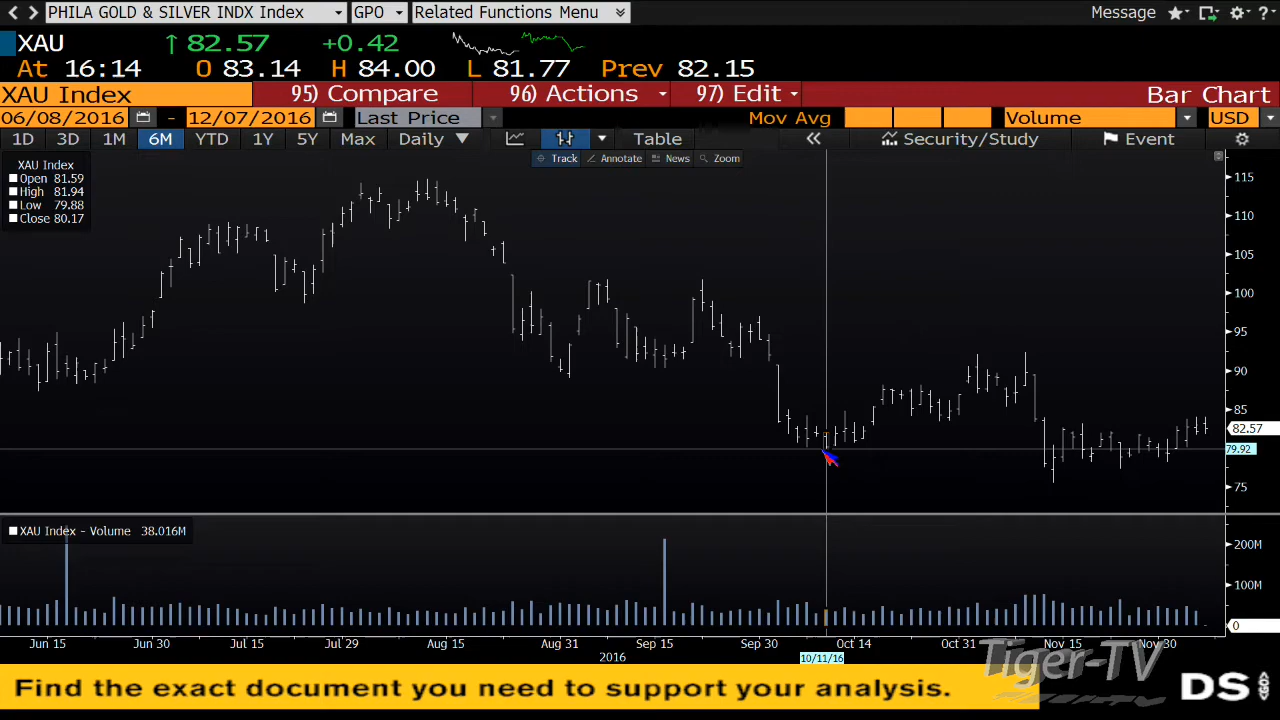 PHILA GOLD & SILVER INDX Index GPO Related Functions Menu Message
XAU 82.57 +0.42
At 16:14 O 83.14 H 84.00 L 81.77 Prev 82.15
XAU Index 95) Compare 96) Actions 97) Edit Bar Chart
06/08/2016 - 12/07/2016 Last Price Mov Avg Volume USD
1D 3D 1M 6M YTD 1Y 5Y Max Daily Table Security/Study Event
Track Annotate News Zoom
XAU Index
Open 81.59
High 81.94
Low 79.88
Close 80.17
115
110
105
100
95
90
85
82.57
79.92
75
XAU Index - Volume 38.016M
200M
100M
0
Jun 15 Jun 30 Jul 15 Jul 29 Aug 15 Aug 31 Sep 15 Sep 30 Oct 14 Oct 31 Nov 15 Nov 30
2016 10/11/16
Tiger-TV
Find the exact document you need to support your analysis. DS GO